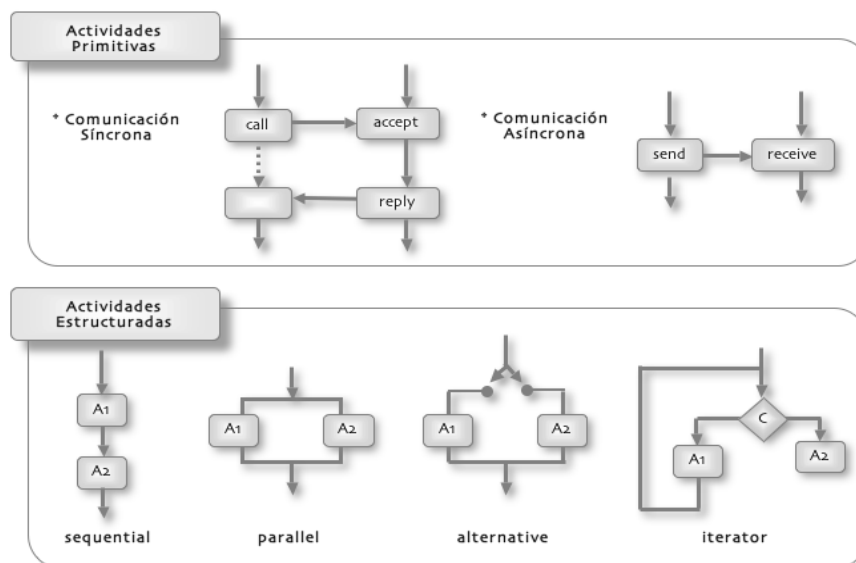 Actividades
Primitivas
* Comunicación
Síncrona
call
accept
reply
* Comunicación
Asíncrona
send
receive
Actividades
Estructuradas
A1
A2
sequential
A1
A2
parallel
A1
A2
alternative
C
A1
A2
iterator